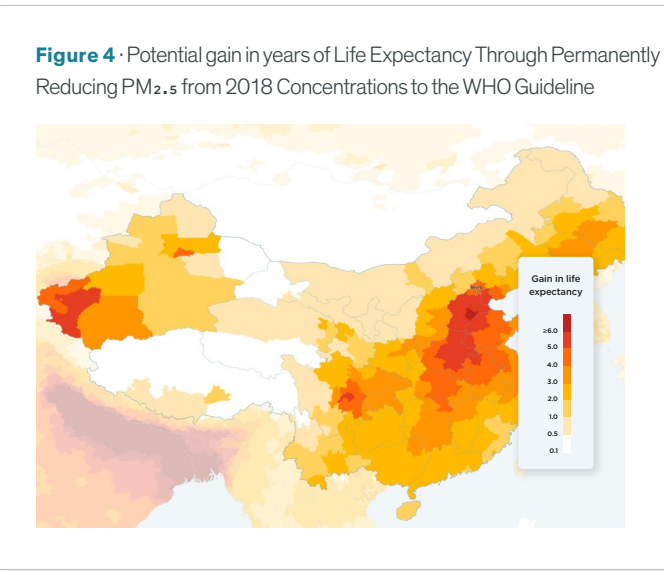 Figure 4 · Potential gain in years of Life Expectancy Through Permanently
Reducing PM2.5 from 2018 Concentrations to the WHO Guideline
Gain in life
expectancy
≥6.0
5.0
4.0
3.0
2.0
1.0
0.5
0.1